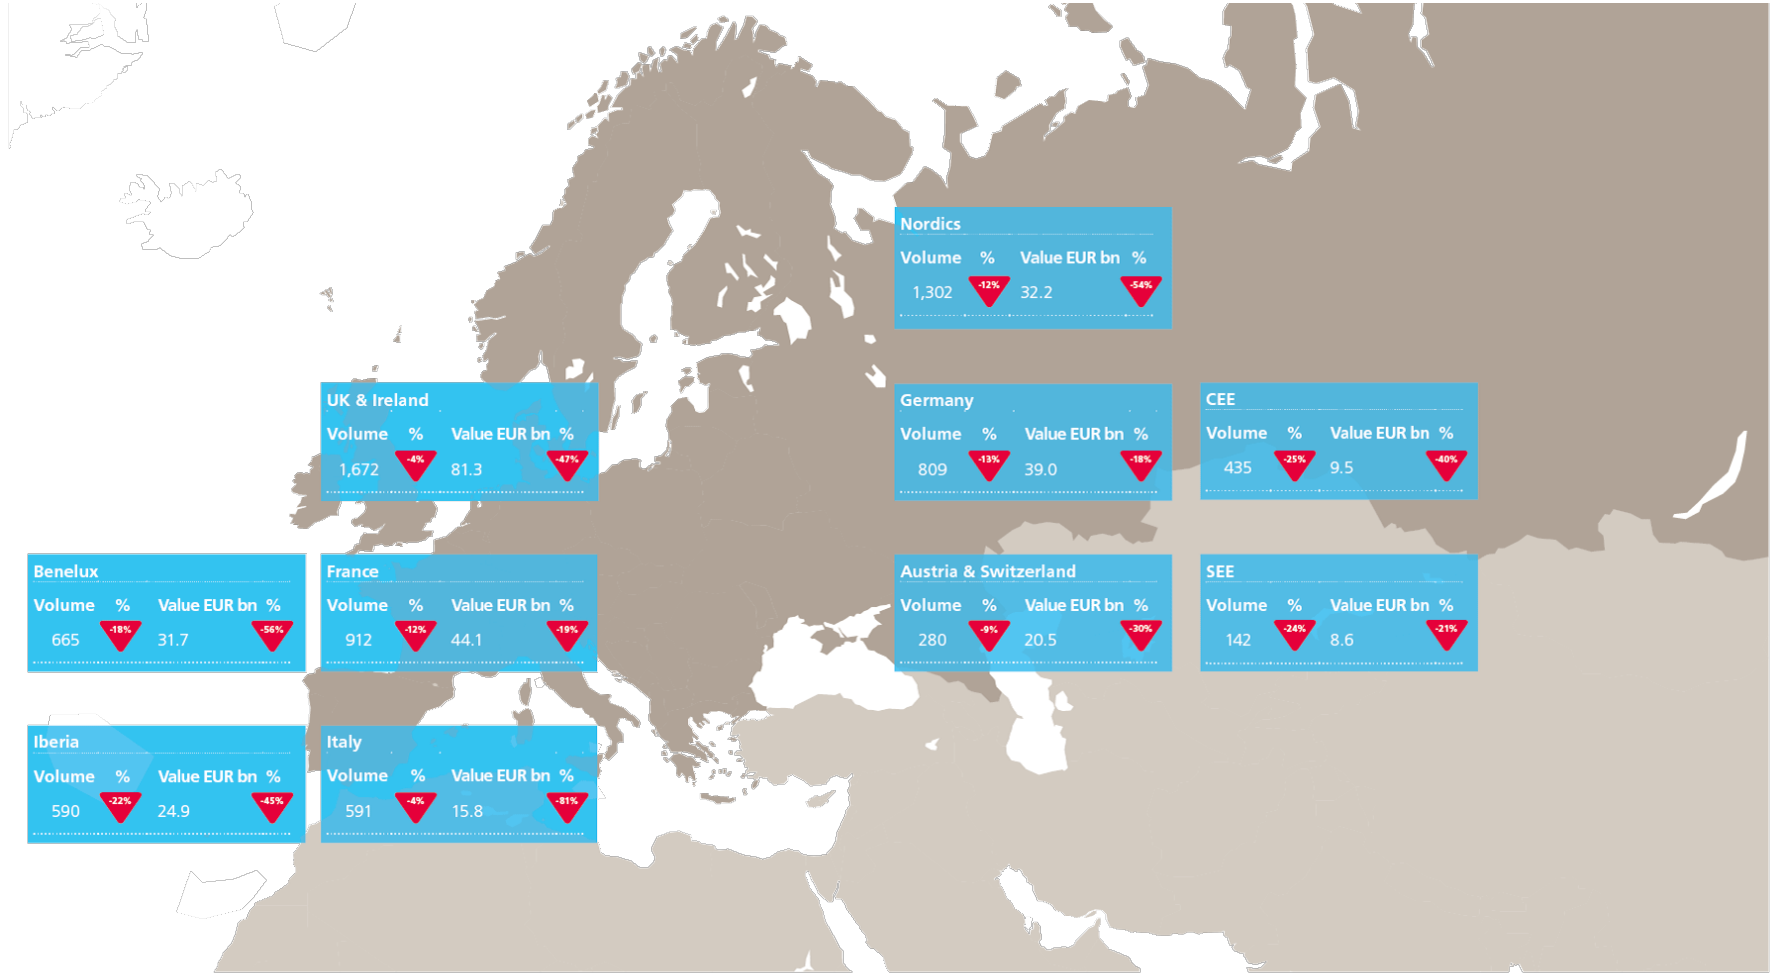 Nordics
Volume % Value EUR bn %
1,302 -12% 32.2 -54%
UK & Ireland
Volume % Value EUR bn %
1,672 -4% 81.3 -47%
Germany
Volume % Value EUR bn %
809 -13% 39.0 -18%
CEE
Volume % Value EUR bn %
435 -25% 9.5 -40%
Benelux
Volume % Value EUR bn %
665 -18% 31.7 -56%
France
Volume % Value EUR bn %
912 -12% 44.1 -19%
Austria & Switzerland
Volume % Value EUR bn %
280 -9% 20.5 -30%
SEE
Volume % Value EUR bn %
142 -24% 8.6 -21%
Iberia
Volume % Value EUR bn %
590 -22% 24.9 -45%
Italy
Volume % Value EUR bn %
591 -4% 15.8 -81%